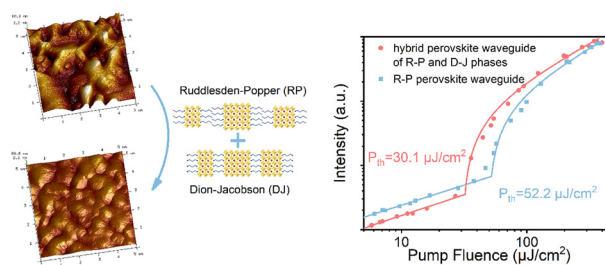 Ruddlesden-Popper (RP)
Dion-Jacobson (DJ)
hybrid perovskite waveguide
of R-P and D-J phases
R-P perovskite waveguide
Intensity (a.u.)
Pth=30.1 μJ/cm²
Pth=52.2 μJ/cm²
10
100
Pump Fluence (μJ/cm²)